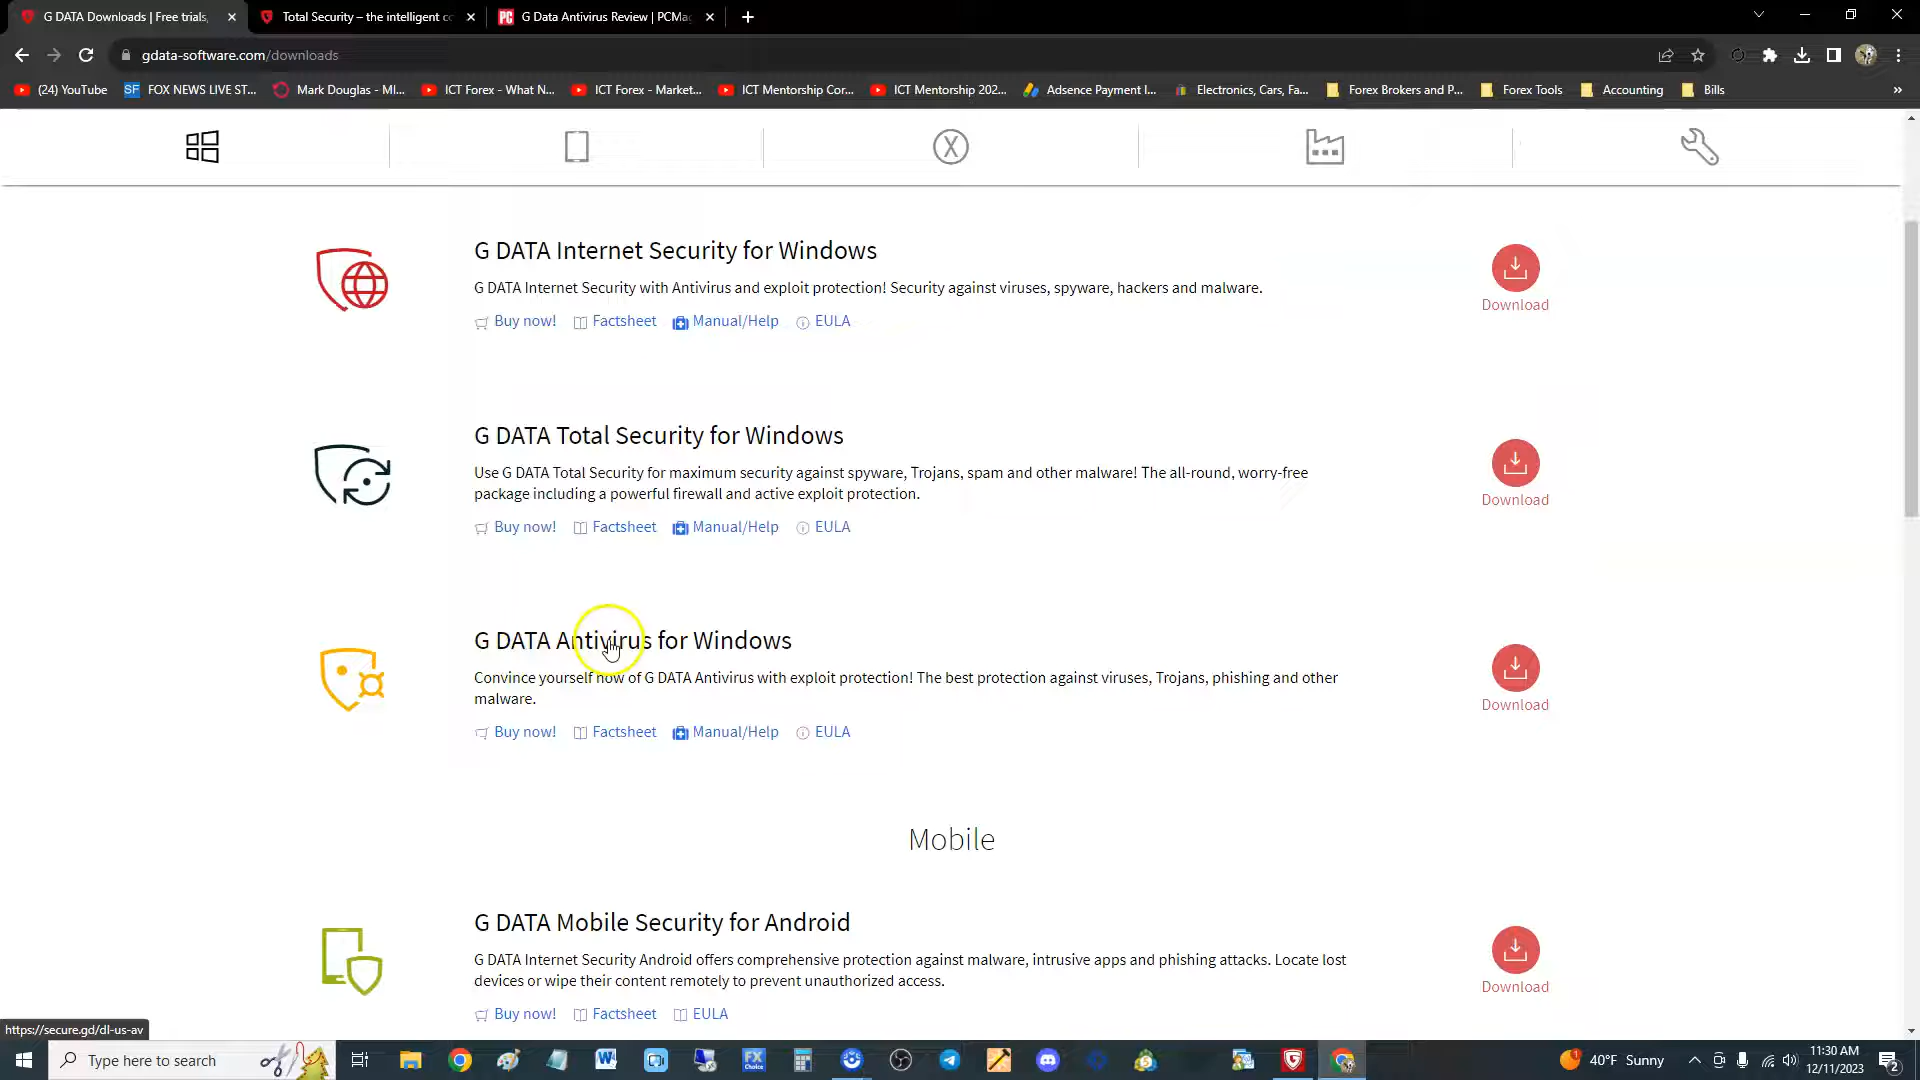 G DATA Downloads | Free trials,
Total Security – the intelligent co
PC G Data Antivirus Review | PCMag
gdata-software.com/downloads
(24) YouTube
SF FOX NEWS LIVE ST...
Mark Douglas - MI...
ICT Forex - What N...
ICT Forex - Market...
ICT Mentorship Cor...
ICT Mentorship 202...
Adsence Payment I...
Electronics, Cars, Fa...
Forex Brokers and P...
Forex Tools
Accounting
Bills
»
X
G DATA Internet Security for Windows
G DATA Internet Security with Antivirus and exploit protection! Security against viruses, spyware, hackers and malware.
Buy now! Factsheet Manual/Help EULA
Download
G DATA Total Security for Windows
Use G DATA Total Security for maximum security against spyware, Trojans, spam and other malware! The all-round, worry-free
package including a powerful firewall and active exploit protection.
Buy now! Factsheet Manual/Help EULA
Download
G DATA Antivirus for Windows
Convince yourself now of G DATA Antivirus with exploit protection! The best protection against viruses, Trojans, phishing and other
malware.
Buy now! Factsheet Manual/Help EULA
Download
Mobile
G DATA Mobile Security for Android
G DATA Internet Security Android offers comprehensive protection against malware, intrusive apps and phishing attacks. Locate lost
devices or wipe their content remotely to prevent unauthorized access.
Buy now! Factsheet EULA
Download
https://secure.gd/dl-us-av
Type here to search
FX
Choice
1
40°F Sunny
11:30 AM
12/11/2023
2